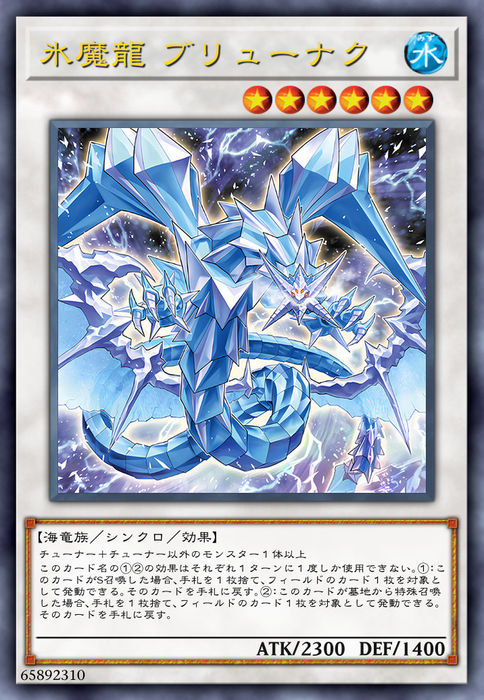 氷魔龍 ブリューナク
みず
水
【海竜族／シンクロ／効果】
チューナー＋チューナー以外のモンスター１体以上
このカード名の①②の効果はそれぞれ１ターンに１度しか使用できない。①：こ
のカードがS召喚した場合、手札を１枚捨て、フィールドのカード１枚を対象と
して発動できる。そのカードを手札に戻す。②：このカードが墓地から特殊召喚
した場合、手札を１枚捨て、フィールドのカード１枚を対象として発動できる。
そのカードを手札に戻す。
ATK/2300 DEF/1400
65892310